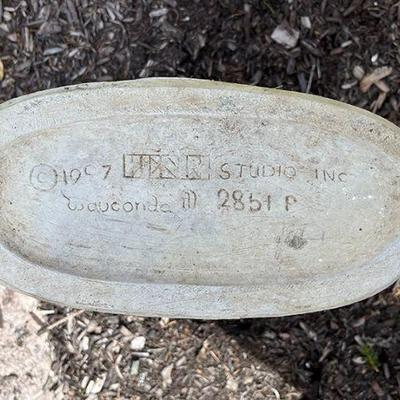 © 1997 STUDIO INC
Wauconda Ill 2851 P